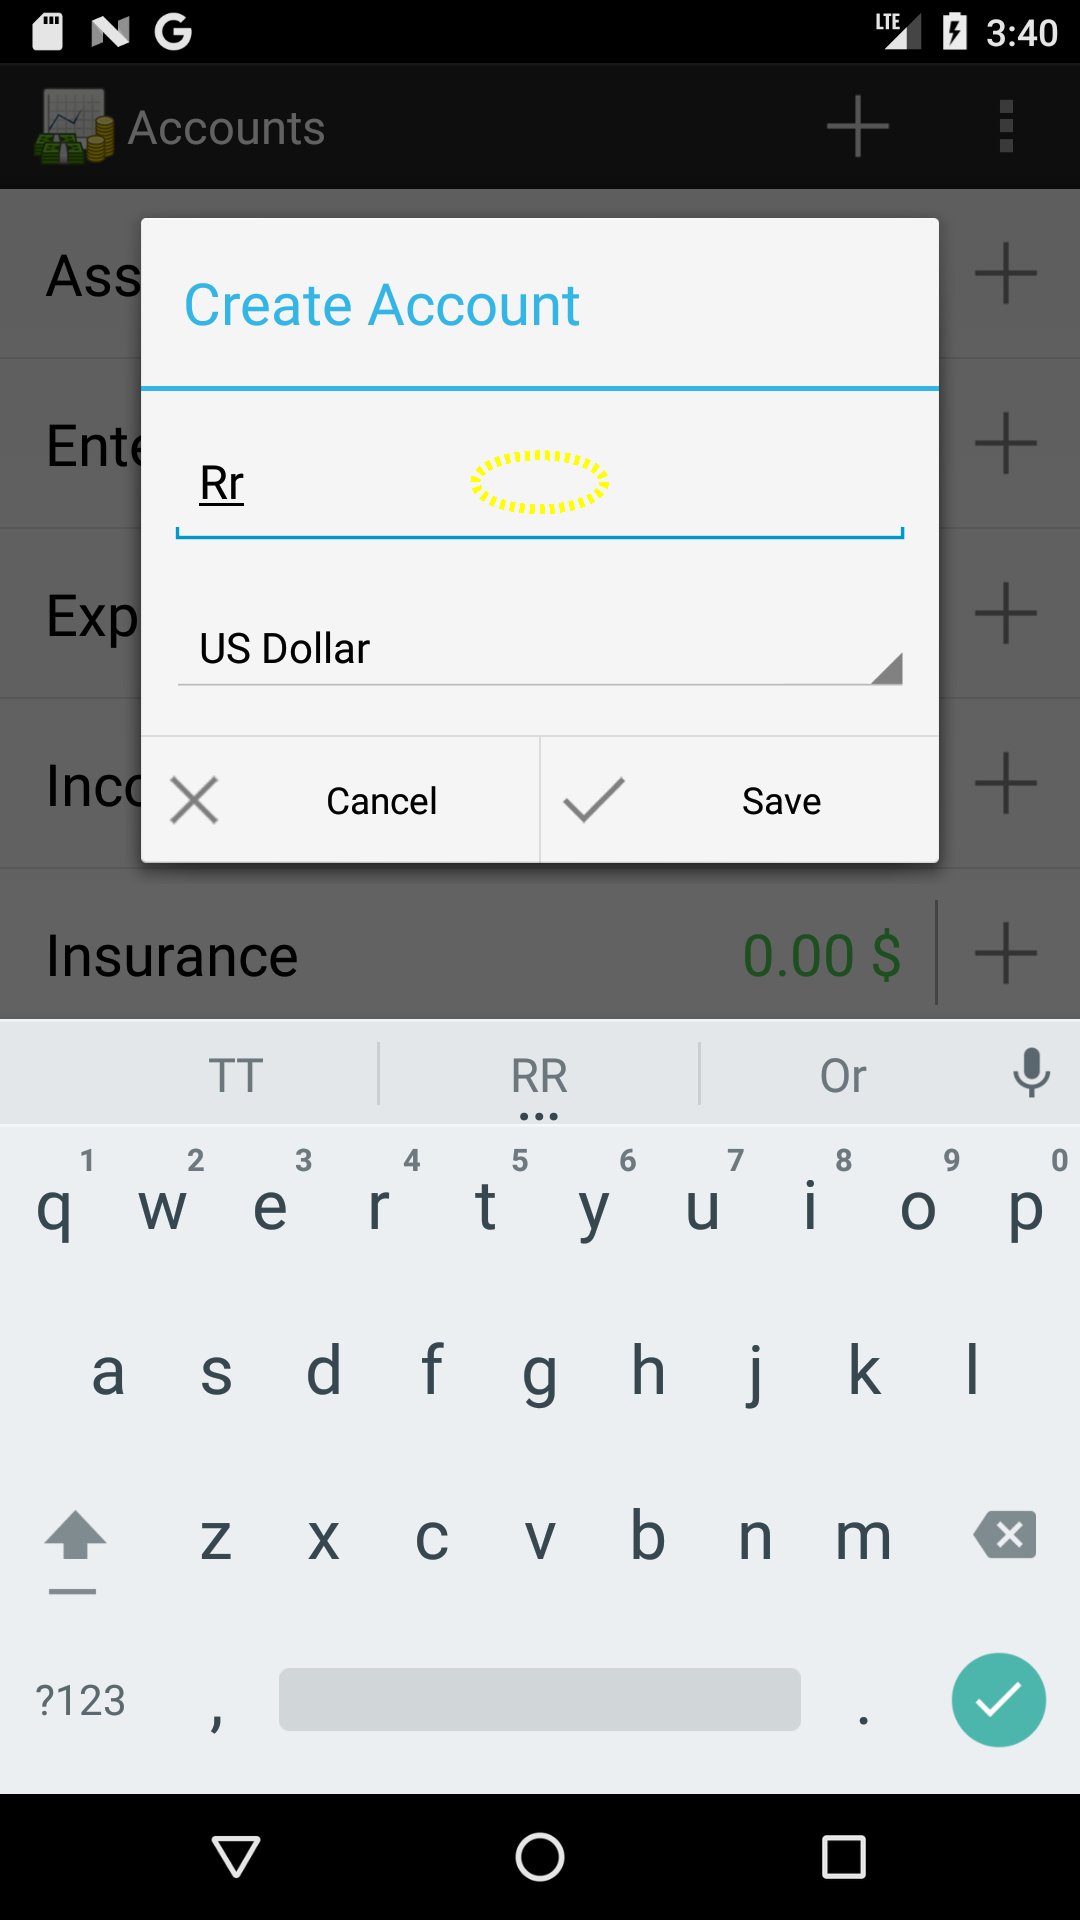 LTE 3:40
Accounts
Ass
Ente
Create Account
Rr
Exp
US Dollar
Inco
Cancel Save
Insurance 0.00 $
TT RR Or
1 2 3 4 5 6 7 8 9 0
q w e r t y u i o p
a s d f g h j k l
z x c v b n m
?123 , .